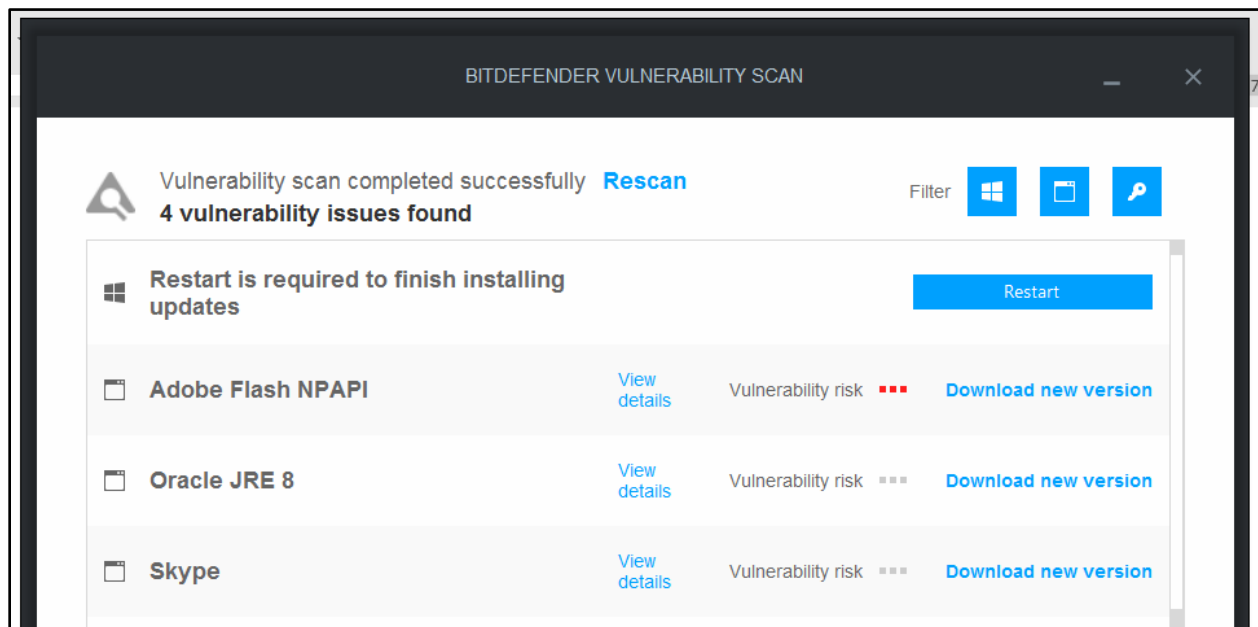 BITDEFENDER VULNERABILITY SCAN
7
Vulnerability scan completed successfully Rescan
4 vulnerability issues found
Filter
Restart is required to finish installing
updates
Restart
Adobe Flash NPAPI
View
details
Vulnerability risk
Download new version
Oracle JRE 8
View
details
Vulnerability risk
Download new version
Skype
View
details
Vulnerability risk
Download new version